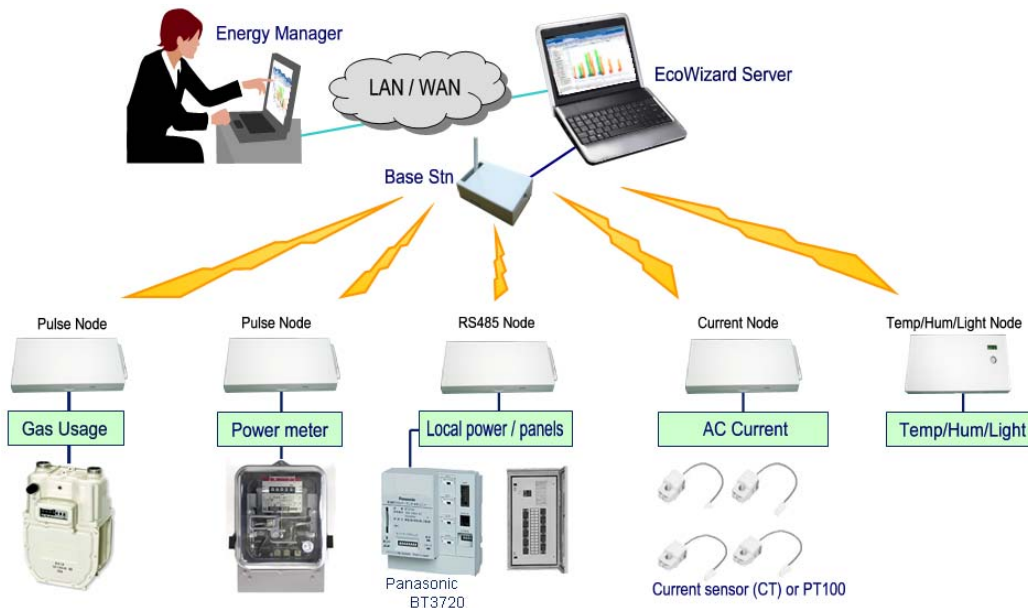 Energy Manager
LAN / WAN
EcoWizard Server
Base Stn
Pulse Node
Pulse Node
RS485 Node
Current Node
Temp/Hum/Light Node
Gas Usage
Power meter
Local power / panels
AC Current
Temp/Hum/Light
Panasonic
Panasonic
BT3720
Current sensor (CT) or PT100